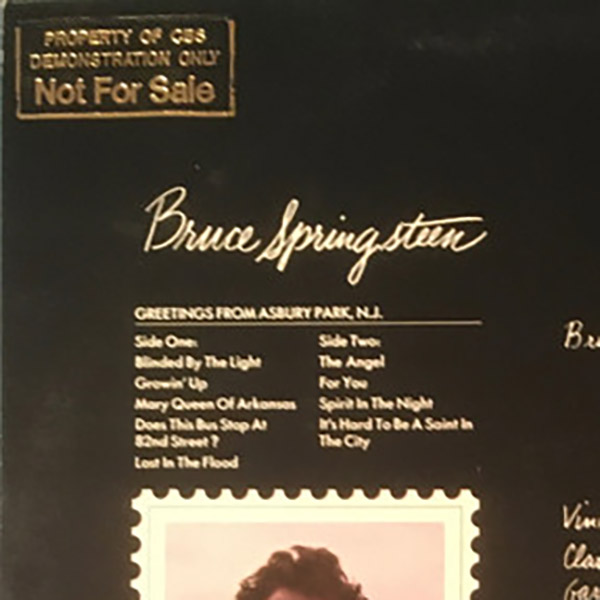 PROPERTY OF CBS
DEMONSTRATION ONLY
Not For Sale
Bruce Springsteen
GREETINGS FROM ASBURY PARK, N.J.
Side One:
Blinded By The Light
Growin' Up
Mary Queen Of Arkansas
Does This Bus Stop At
82nd Street ?
Lost In The Flood
Side Two:
The Angel
For You
Spirit In The Night
It's Hard To Be A Saint In
The City